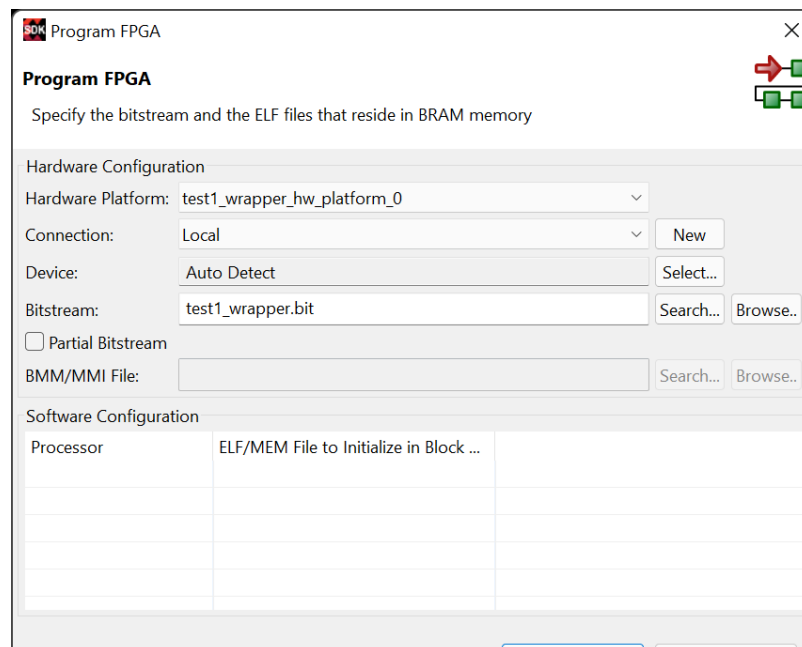 SDK Program FPGA
Program FPGA
Specify the bitstream and the ELF files that reside in BRAM memory
Hardware Configuration
Hardware Platform: test1_wrapper_hw_platform_0
Connection: Local New
Device: Auto Detect Select...
Bitstream: test1_wrapper.bit Search... Browse..
Partial Bitstream
BMM/MMI File: Search... Browse..
Software Configuration
Processor ELF/MEM File to Initialize in Block ...